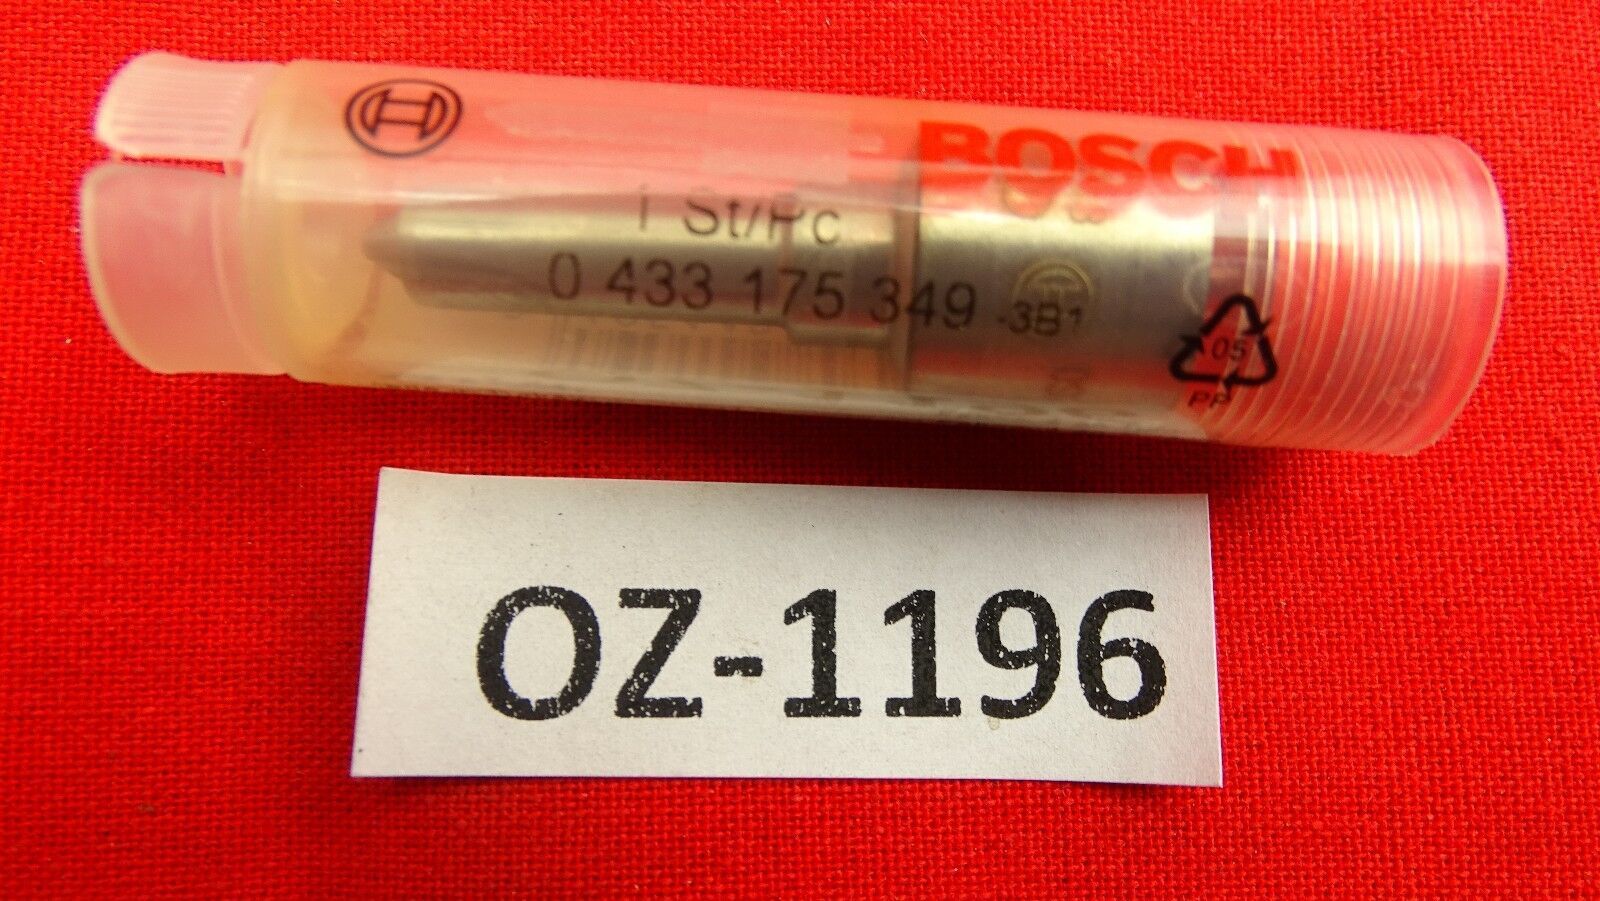 BOSCH
1 St/Pc
0 433 175 349 -3B1
05
PP
OZ-1196